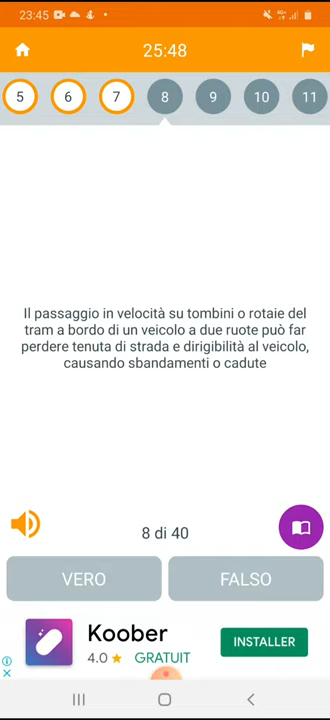 23:45
25:48
5 6 7 8 9 10 11
Il passaggio in velocità su tombini o rotaie del
tram a bordo di un veicolo a due ruote può far
perdere tenuta di strada e dirigibilità al veicolo,
causando sbandamenti o cadute
8 di 40
VERO FALSO
Koober
4.0 ★ GRATUIT
INSTALLER